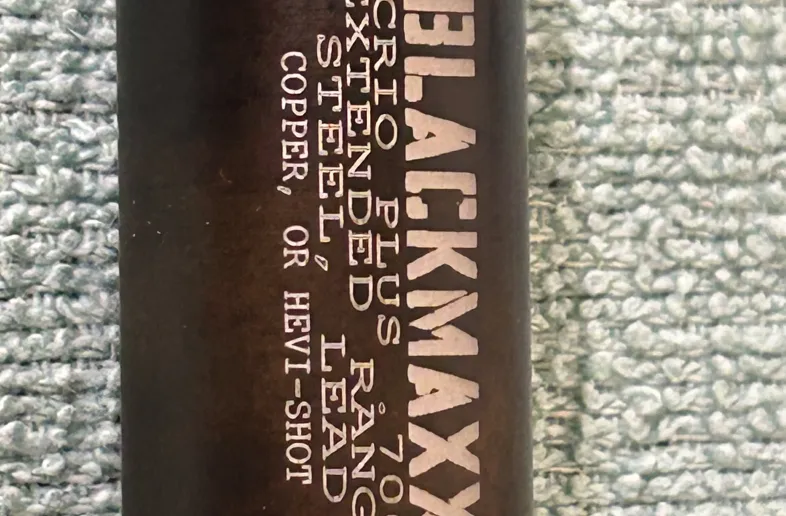 BLACKMAXX
CRIO PLUS .70
EXTENDED RANG
STEEL, LEAD
COPPER, OR HEVI-SHOT